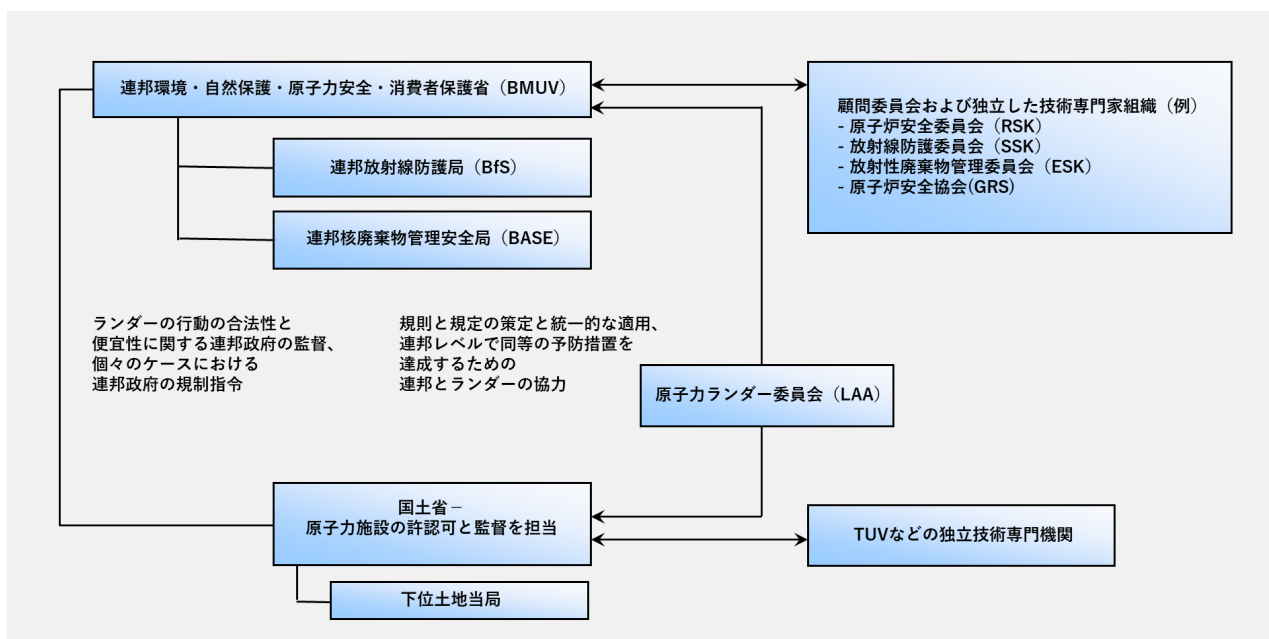 連邦環境・自然保護・原子力安全・消費者保護省（BMUV）
顧問委員会および独立した技術専門家組織（例）
- 原子炉安全委員会（RSK）
- 放射線防護委員会（SSK）
- 放射性廃棄物管理委員会（ESK）
- 原子炉安全協会(GRS)
連邦放射線防護局（BfS）
連邦核廃棄物管理安全局（BASE）
ランダーの行動の合法性と
便宜性に関する連邦政府の監督、
個々のケースにおける
連邦政府の規制指令
規則と規定の策定と統一的な適用、
連邦レベルで同等の予防措置を
達成するための
連邦とランダーの協力
原子力ランダー委員会（LAA）
国土省－
原子力施設の許認可と監督を担当
TUVなどの独立技術専門機関
下位土地当局